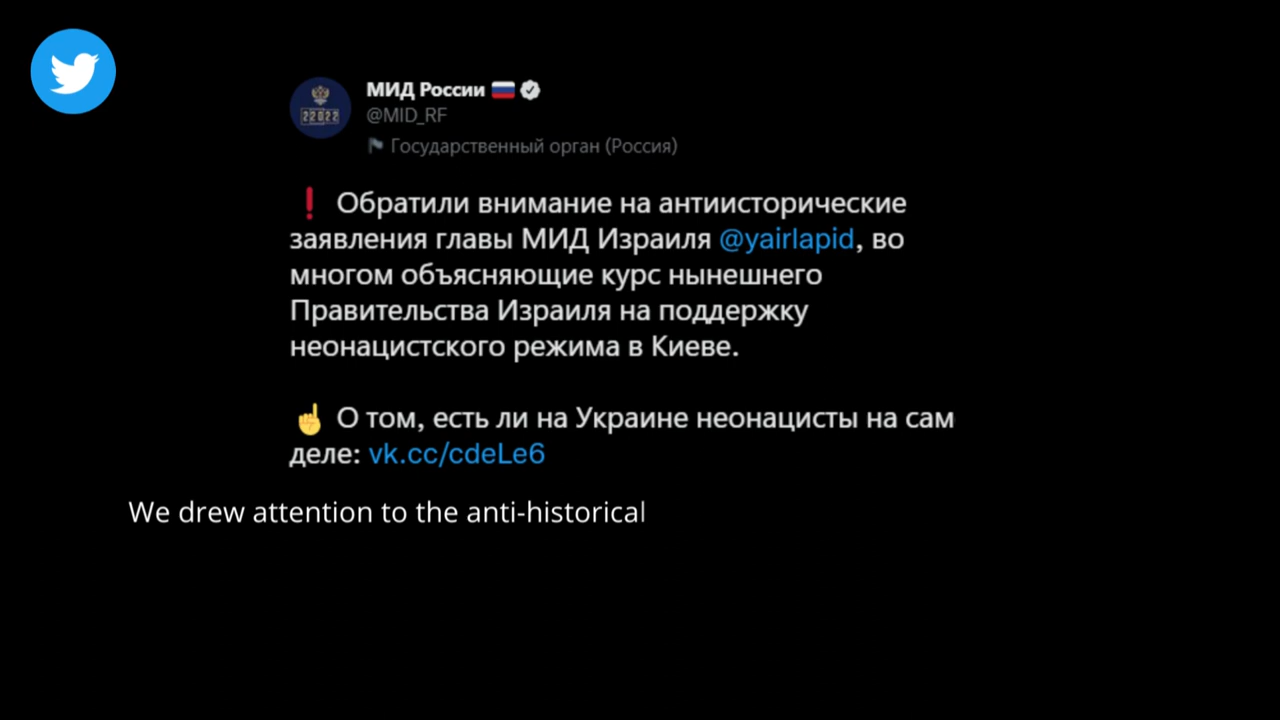 МИД России
@MID_RF
Государственный орган (Россия)
Обратили внимание на антиисторические
заявления главы МИД Израиля @yairlapid, во
многом объясняющие курс нынешнего
Правительства Израиля на поддержку
неонацистского режима в Киеве.
О том, есть ли на Украине неонацисты на сам
деле: vk.cc/cdeLe6
We drew attention to the anti-historical